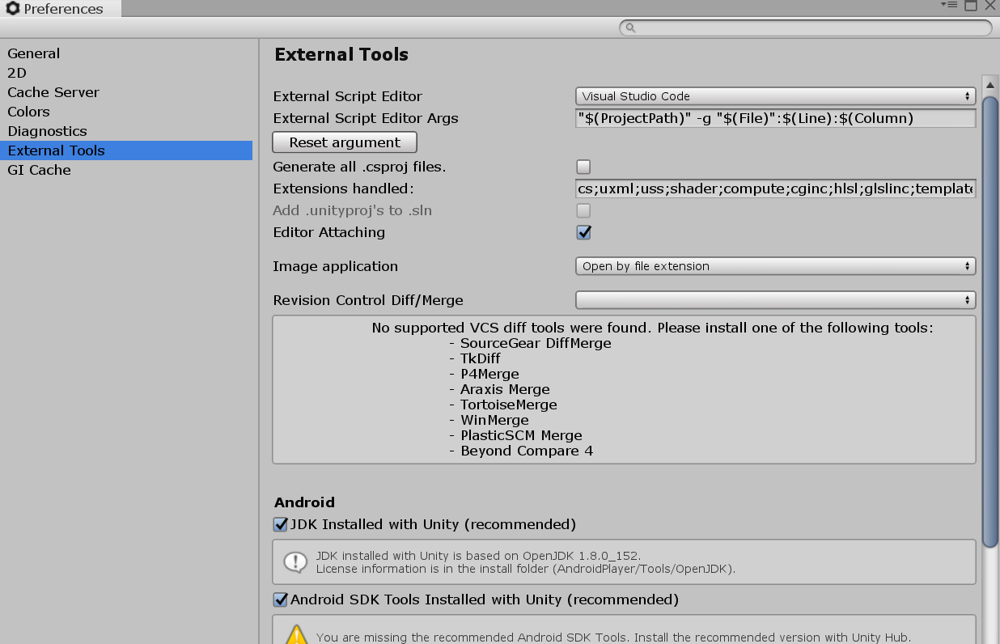 Preferences
General
2D
Cache Server
Colors
Diagnostics
External Tools
GI Cache
External Tools
External Script Editor
Visual Studio Code
External Script Editor Args
"$(ProjectPath)" -g "$(File)":$(Line):$(Column)
Reset argument
Generate all .csproj files.
Extensions handled:
cs;uxml;uss;shader;compute;cginc;hlsl;glslinc;template
Add .unityproj's to .sln
Editor Attaching
Image application
Open by file extension
Revision Control Diff/Merge
No supported VCS diff tools were found. Please install one of the following tools:
- SourceGear DiffMerge
- TkDiff
- P4Merge
- Araxis Merge
- TortoiseMerge
- WinMerge
- PlasticSCM Merge
- Beyond Compare 4
Android
JDK Installed with Unity (recommended)
JDK installed with Unity is based on OpenJDK 1.8.0_152.
License information is in the install folder (AndroidPlayer/Tools/OpenJDK).
Android SDK Tools Installed with Unity (recommended)
You are missing the recommended Android SDK Tools. Install the recommended version with Unity Hub.